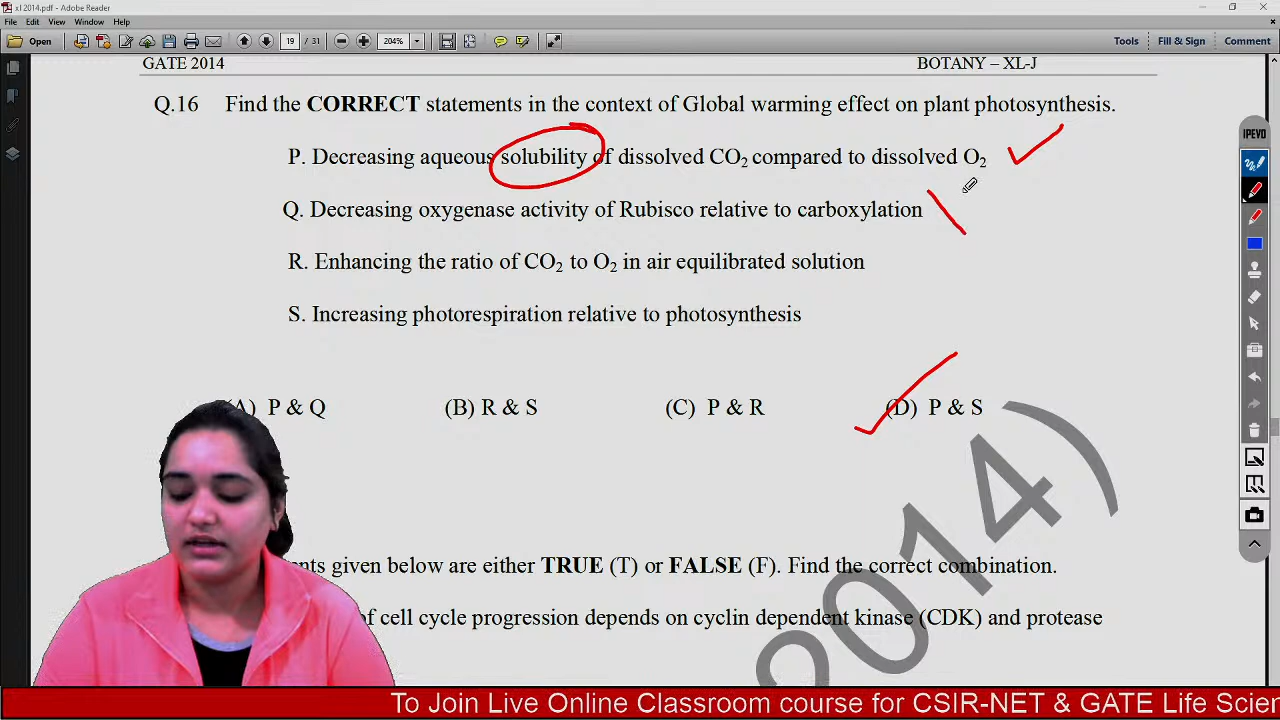 xl 2014.pdf - Adobe Reader
File Edit View Window Help
Open 19 / 31 204% Tools Fill & Sign Comment
GATE 2014 BOTANY – XL-J
Q.16 Find the CORRECT statements in the context of Global warming effect on plant photosynthesis.
P. Decreasing aqueous solubility of dissolved CO2 compared to dissolved O2
Q. Decreasing oxygenase activity of Rubisco relative to carboxylation
R. Enhancing the ratio of CO2 to O2 in air equilibrated solution
S. Increasing photorespiration relative to photosynthesis
(A) P & Q (B) R & S (C) P & R (D) P & S
given below are either TRUE (T) or FALSE (F). Find the correct combination.
of cell cycle progression depends on cyclin dependent kinase (CDK) and protease
2014)
IPEVO
To Join Live Online Classroom course for CSIR-NET & GATE Life